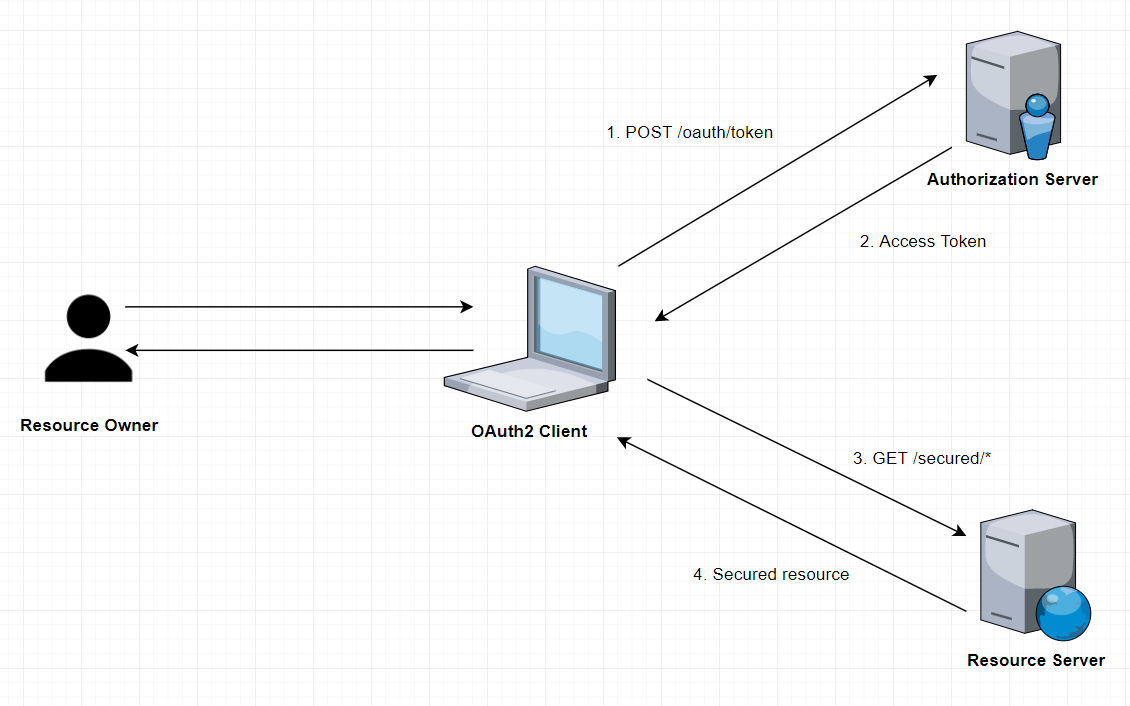 1. POST /oauth/token
Authorization Server
2. Access Token
Resource Owner
OAuth2 Client
3. GET /secured/*
4. Secured resource
Resource Server